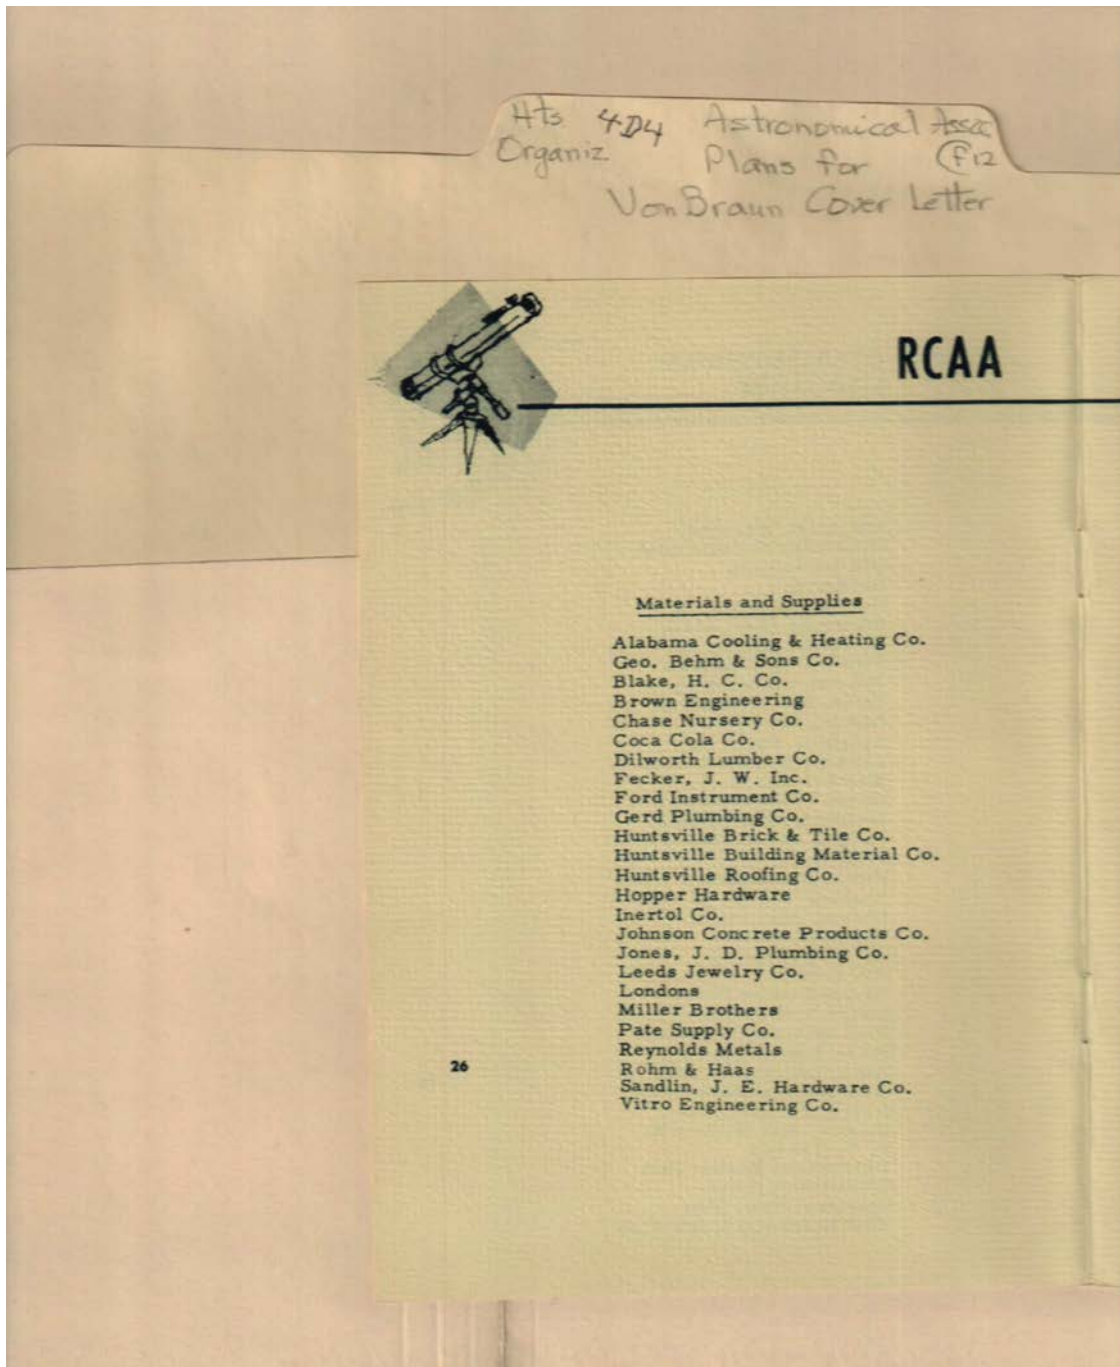 Hts 4D4 Astronomical Assoc
Organiz. Plans for F12
Von Braun Cover Letter
RCAA
Materials and Supplies
Alabama Cooling & Heating Co.
Geo. Behm & Sons Co.
Blake, H. C. Co.
Brown Engineering
Chase Nursery Co.
Coca Cola Co.
Dilworth Lumber Co.
Fecker, J. W. Inc.
Ford Instrument Co.
Gerd Plumbing Co.
Huntsville Brick & Tile Co.
Huntsville Building Material Co.
Huntsville Roofing Co.
Hopper Hardware
Inertol Co.
Johnson Concrete Products Co.
Jones, J. D. Plumbing Co.
Leeds Jewelry Co.
Londons
Miller Brothers
Pate Supply Co.
Reynolds Metals
Rohm & Haas
Sandlin, J. E. Hardware Co.
Vitro Engineering Co.
26